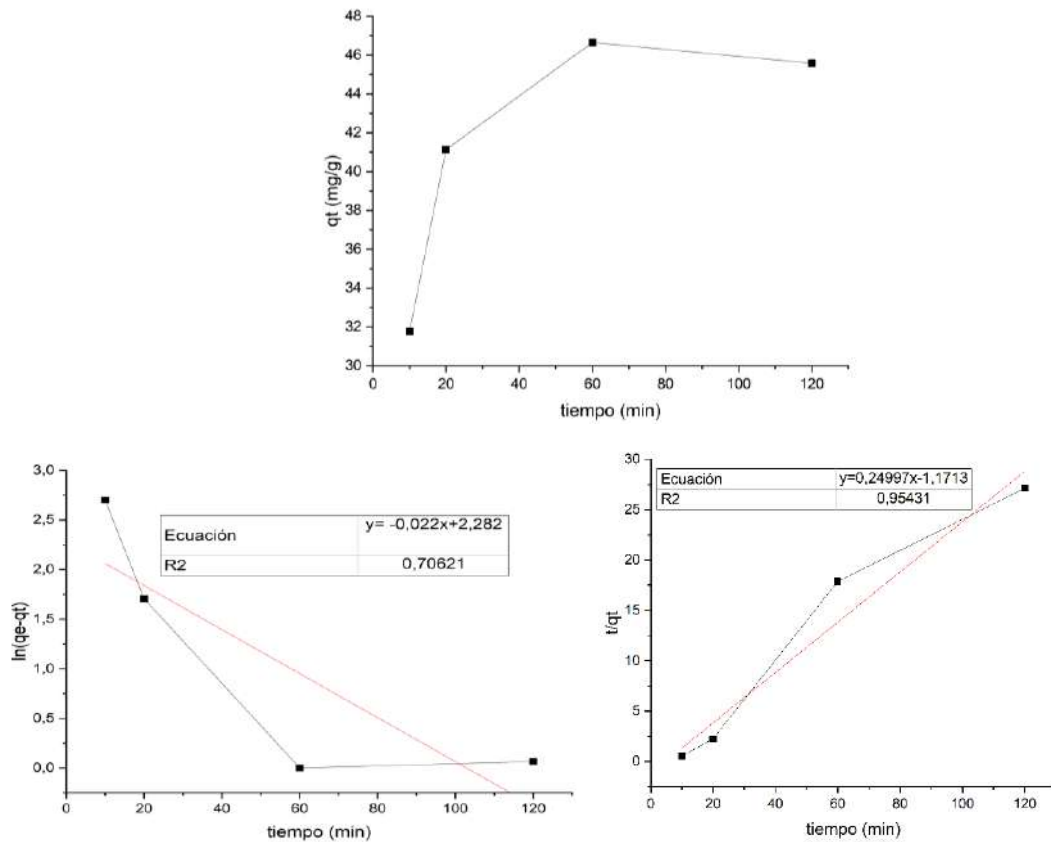 48
46
44
42
40
38
36
34
32
30
qt (mg/g)
0 20 40 60 80 100 120
tiempo (min)
3,0
2,5
2,0
1,5
1,0
0,5
0,0
ln(qe-qt)
Ecuación y= -0,022x+2,282
R2 0,70621
0 20 40 60 80 100 120
tiempo (min)
30
25
20
15
10
5
0
t/qt
Ecuación y=0,24997x-1,1713
R2 0,95431
0 20 40 60 80 100 120
tiempo (min)